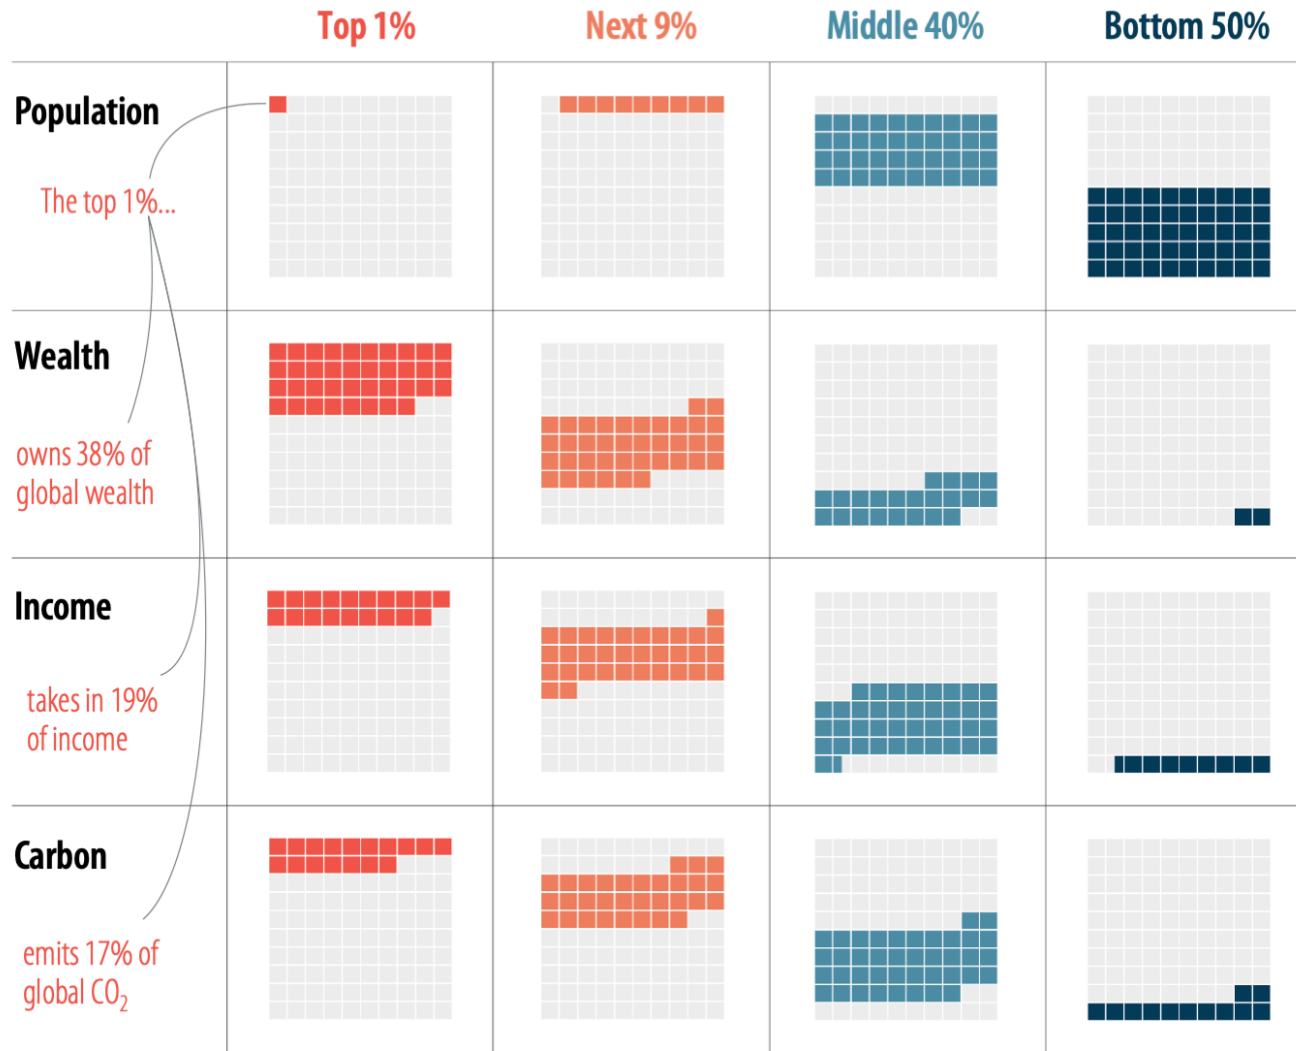 Top 1%
Next 9%
Middle 40%
Bottom 50%
Population
The top 1%...
Wealth
owns 38% of
global wealth
Income
takes in 19%
of income
Carbon
emits 17% of
global CO₂